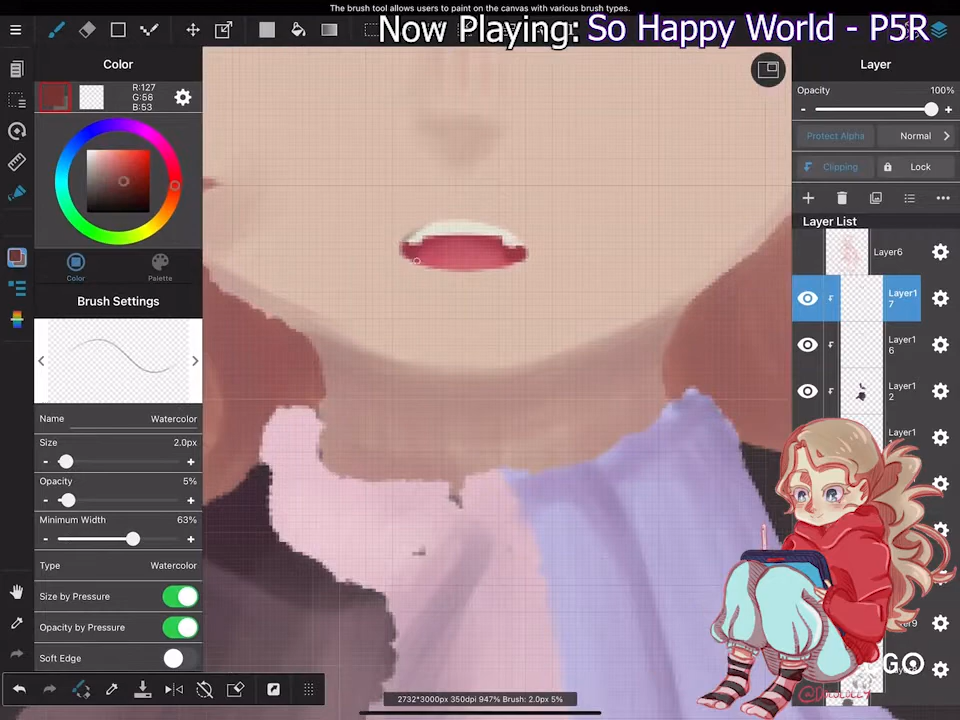 The brush tool allows users to paint on the canvas with various brush types.
Now Playing: So Happy World - P5R
Color
R:127
G:58
B:53
Color
Palette
Brush Settings
Name
Watercolor
Size
2.0px
-
+
Opacity
5%
-
+
Minimum Width
63%
-
+
Type
Watercolor
Size by Pressure
Opacity by Pressure
Soft Edge
2732*3000px 350dpi 947% Brush: 2.0px 5%
Layer
Opacity
100%
-
+
Protect Alpha
Normal
Clipping
Lock
Layer List
Layer6
Layer1
7
Layer1
6
Layer1
2
GO